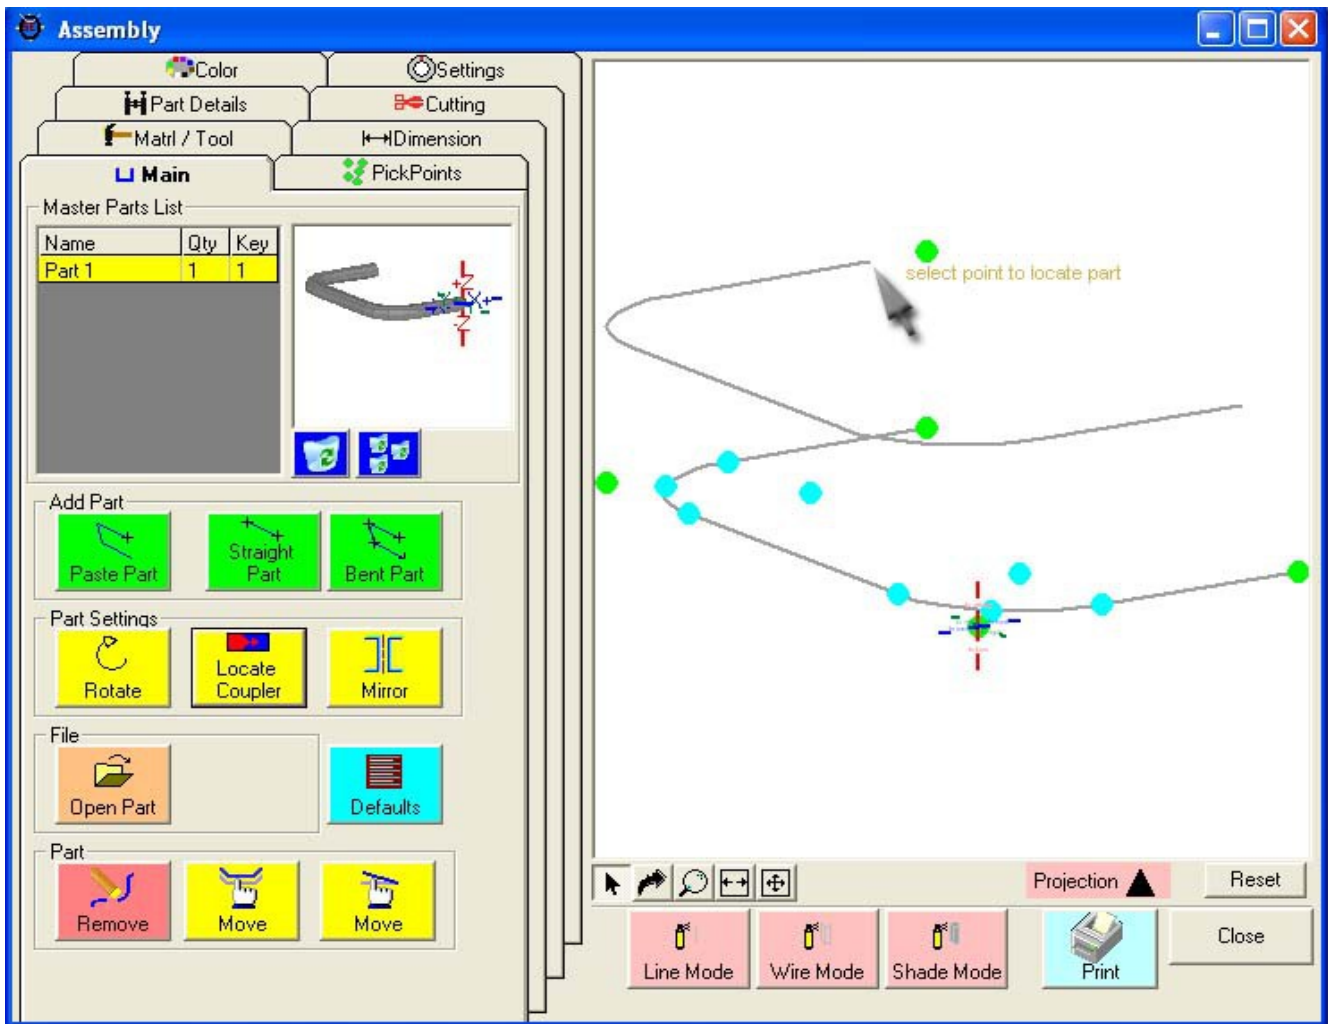 Assembly
Color
Settings
Part Details
Cutting
Matrl / Tool
Dimension
Main
PickPoints
Master Parts List
Name Qty Key
Part 1 1 1
+Z
X+
-Z
select point to locate part
Add Part
Paste Part
Straight
Part
Bent Part
Part Settings
Rotate
Locate
Coupler
Mirror
File
Open Part
Defaults
Part
Remove
Move
Move
Projection
Reset
Line Mode
Wire Mode
Shade Mode
Print
Close